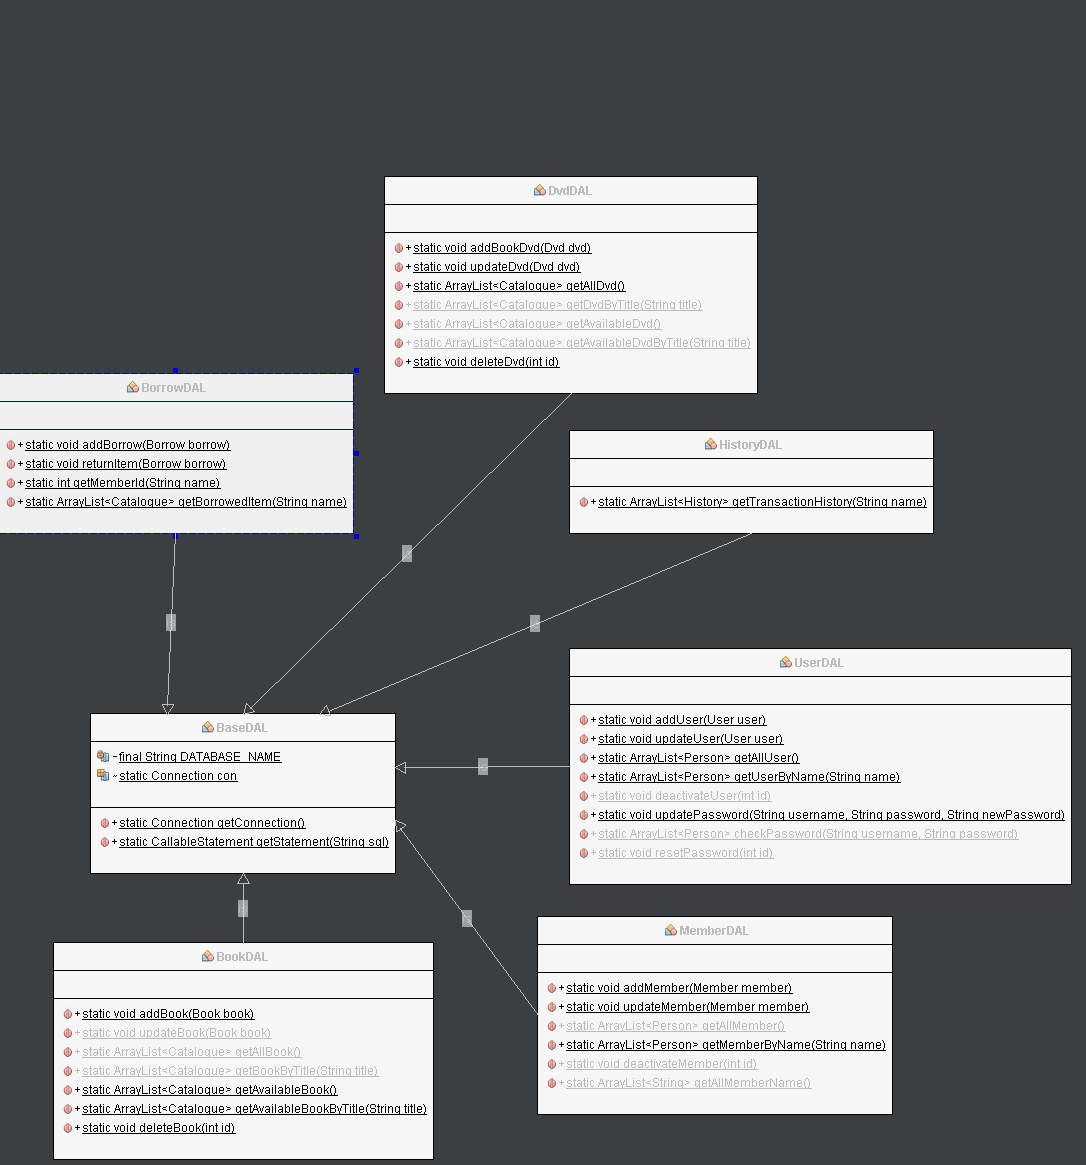 DvdDAL
+static void addBookDvd(Dvd dvd)
+static void updateDvd(Dvd dvd)
+static ArrayList<Catalogue> getAllDvd()
+static ArrayList<Catalogue> getDvdByTitle(String title)
+static ArrayList<Catalogue> getAvailableDvd()
+static ArrayList<Catalogue> getAvailableDvdByTitle(String title)
+static void deleteDvd(int id)
BorrowDAL
+static void addBorrow(Borrow borrow)
+static void returnItem(Borrow borrow)
+static int getMemberId(String name)
+static ArrayList<Catalogue> getBorrowedItem(String name)
HistoryDAL
+static ArrayList<History> getTransactionHistory(String name)
UserDAL
+static void addUser(User user)
+static void updateUser(User user)
+static ArrayList<Person> getAllUser()
+static ArrayList<Person> getUserByName(String name)
+static void deactivateUser(int id)
+static void updatePassword(String username, String password, String newPassword)
+static ArrayList<Person> checkPassword(String username, String password)
+static void resetPassword(int id)
BaseDAL
-final String DATABASE_NAME
~static Connection con
+static Connection getConnection()
+static CallableStatement getStatement(String sql)
MemberDAL
+static void addMember(Member member)
+static void updateMember(Member member)
+static ArrayList<Person> getAllMember()
+static ArrayList<Person> getMemberByName(String name)
+static void deactivateMember(int id)
+static ArrayList<String> getAllMemberName()
BookDAL
+static void addBook(Book book)
+static void updateBook(Book book)
+static ArrayList<Catalogue> getAllBook()
+static ArrayList<Catalogue> getBookByTitle(String title)
+static ArrayList<Catalogue> getAvailableBook()
+static ArrayList<Catalogue> getAvailableBookByTitle(String title)
+static void deleteBook(int id)